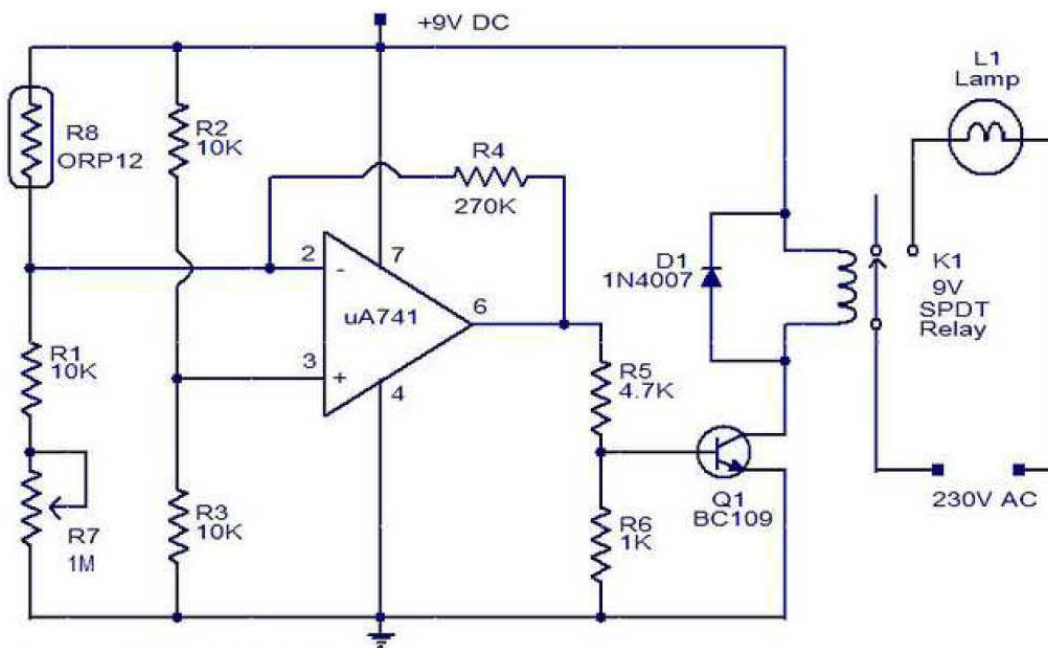 +9V DC
L1
Lamp
R8
ORP12
R2
10K
R4
270K
2
-
7
D1
1N4007
K1
9V
SPDT
Relay
uA741
6
R1
10K
3
+
4
R5
4.7K
R7
1M
R3
10K
R6
1K
Q1
BC109
230V AC